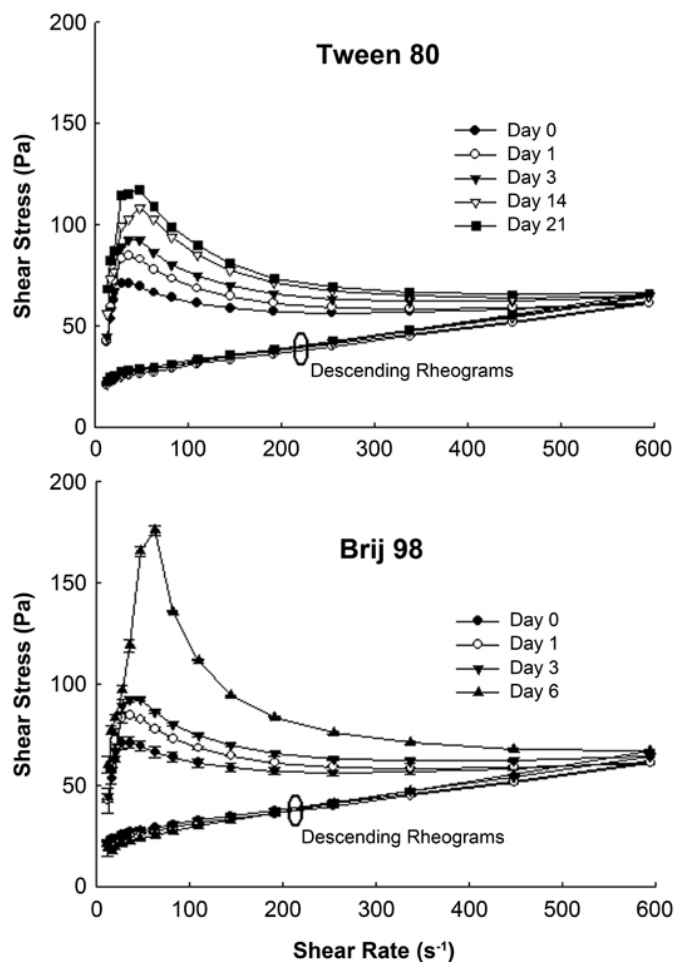 Tween 80
Shear Stress (Pa)
200
150
100
50
0
Day 0
Day 1
Day 3
Day 14
Day 21
Descending Rheograms
0 100 200 300 400 500 600
Brij 98
Shear Stress (Pa)
200
150
100
50
0
Day 0
Day 1
Day 3
Day 6
Descending Rheograms
0 100 200 300 400 500 600
Shear Rate (s⁻¹)